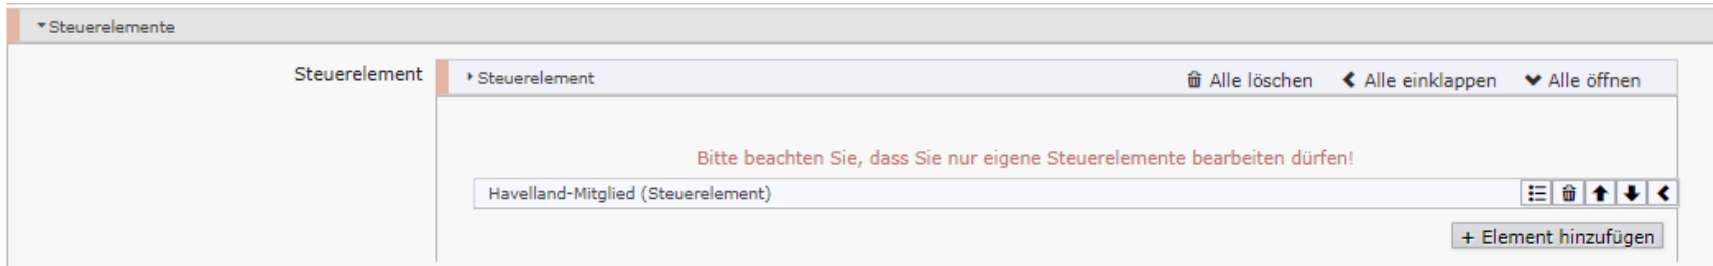 Steuerelemente
Steuerelement
Steuerelement
Alle löschen
Alle einklappen
Alle öffnen
Bitte beachten Sie, dass Sie nur eigene Steuerelemente bearbeiten dürfen!
Havelland-Mitglied (Steuerelement)
+ Element hinzufügen